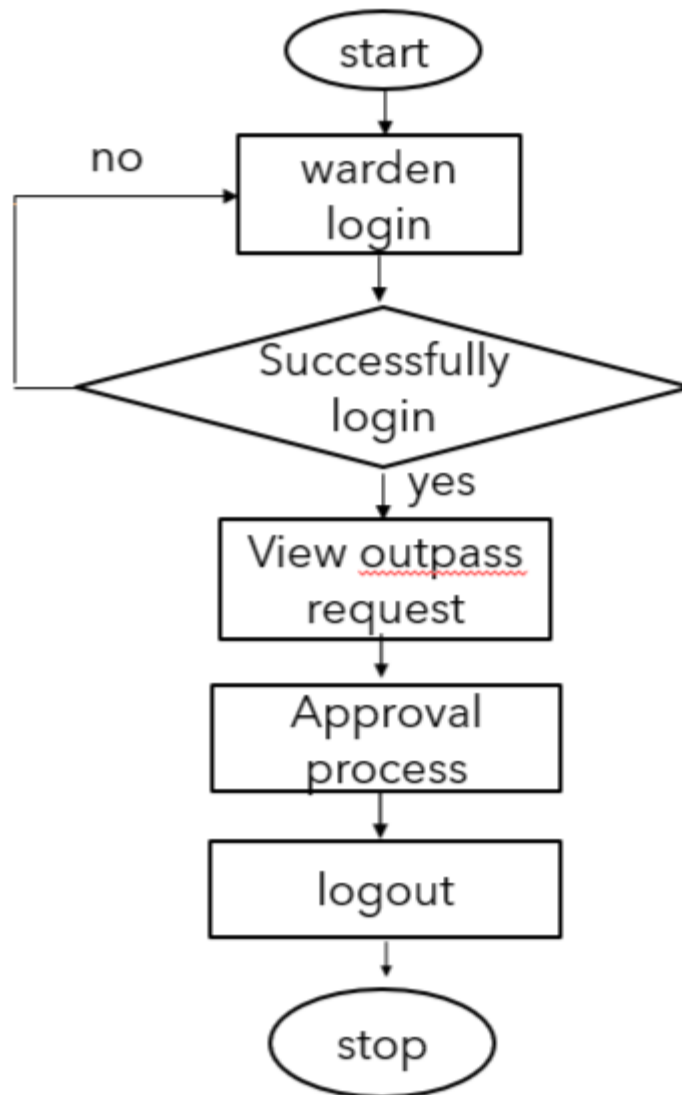 start
no
warden
login
Successfully
login
yes
View outpass
request
Approval
process
logout
stop